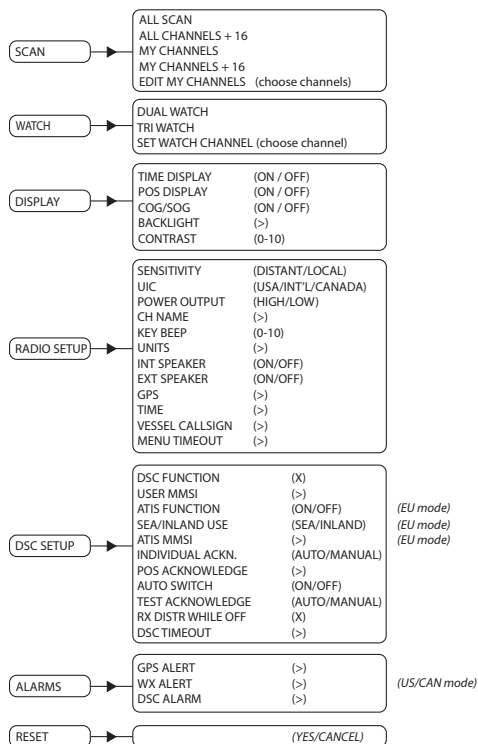 SCAN
ALL SCAN
ALL CHANNELS + 16
MY CHANNELS
MY CHANNELS + 16
EDIT MY CHANNELS (choose channels)
WATCH
DUAL WATCH
TRI WATCH
SET WATCH CHANNEL (choose channel)
DISPLAY
TIME DISPLAY (ON / OFF)
POS DISPLAY (ON / OFF)
COG/SOG (ON / OFF)
BACKLIGHT (>)
CONTRAST (0-10)
RADIO SETUP
SENSITIVITY (DISTANT/LOCAL)
UIC (USA/INT'L/CANADA)
POWER OUTPUT (HIGH/LOW)
CH NAME (>)
KEY BEEP (0-10)
UNITS (>)
INT SPEAKER (ON/OFF)
EXT SPEAKER (ON/OFF)
GPS (>)
TIME (>)
VESSEL CALLSIGN (>)
MENU TIMEOUT (>)
DSC SETUP
DSC FUNCTION (X)
USER MMSI (>)
ATIS FUNCTION (ON/OFF) (EU mode)
SEA/INLAND USE (SEA/INLAND) (EU mode)
ATIS MMSI (>) (EU mode)
INDIVIDUAL ACKN. (AUTO/MANUAL)
POS ACKNOWLEDGE (>)
AUTO SWITCH (ON/OFF)
TEST ACKNOWLEDGE (AUTO/MANUAL)
RX DISTR WHILE OFF (X)
DSC TIMEOUT (>)
ALARMS
GPS ALERT (>)
WX ALERT (>) (US/CAN mode)
DSC ALARM (>)
RESET
(YES/CANCEL)